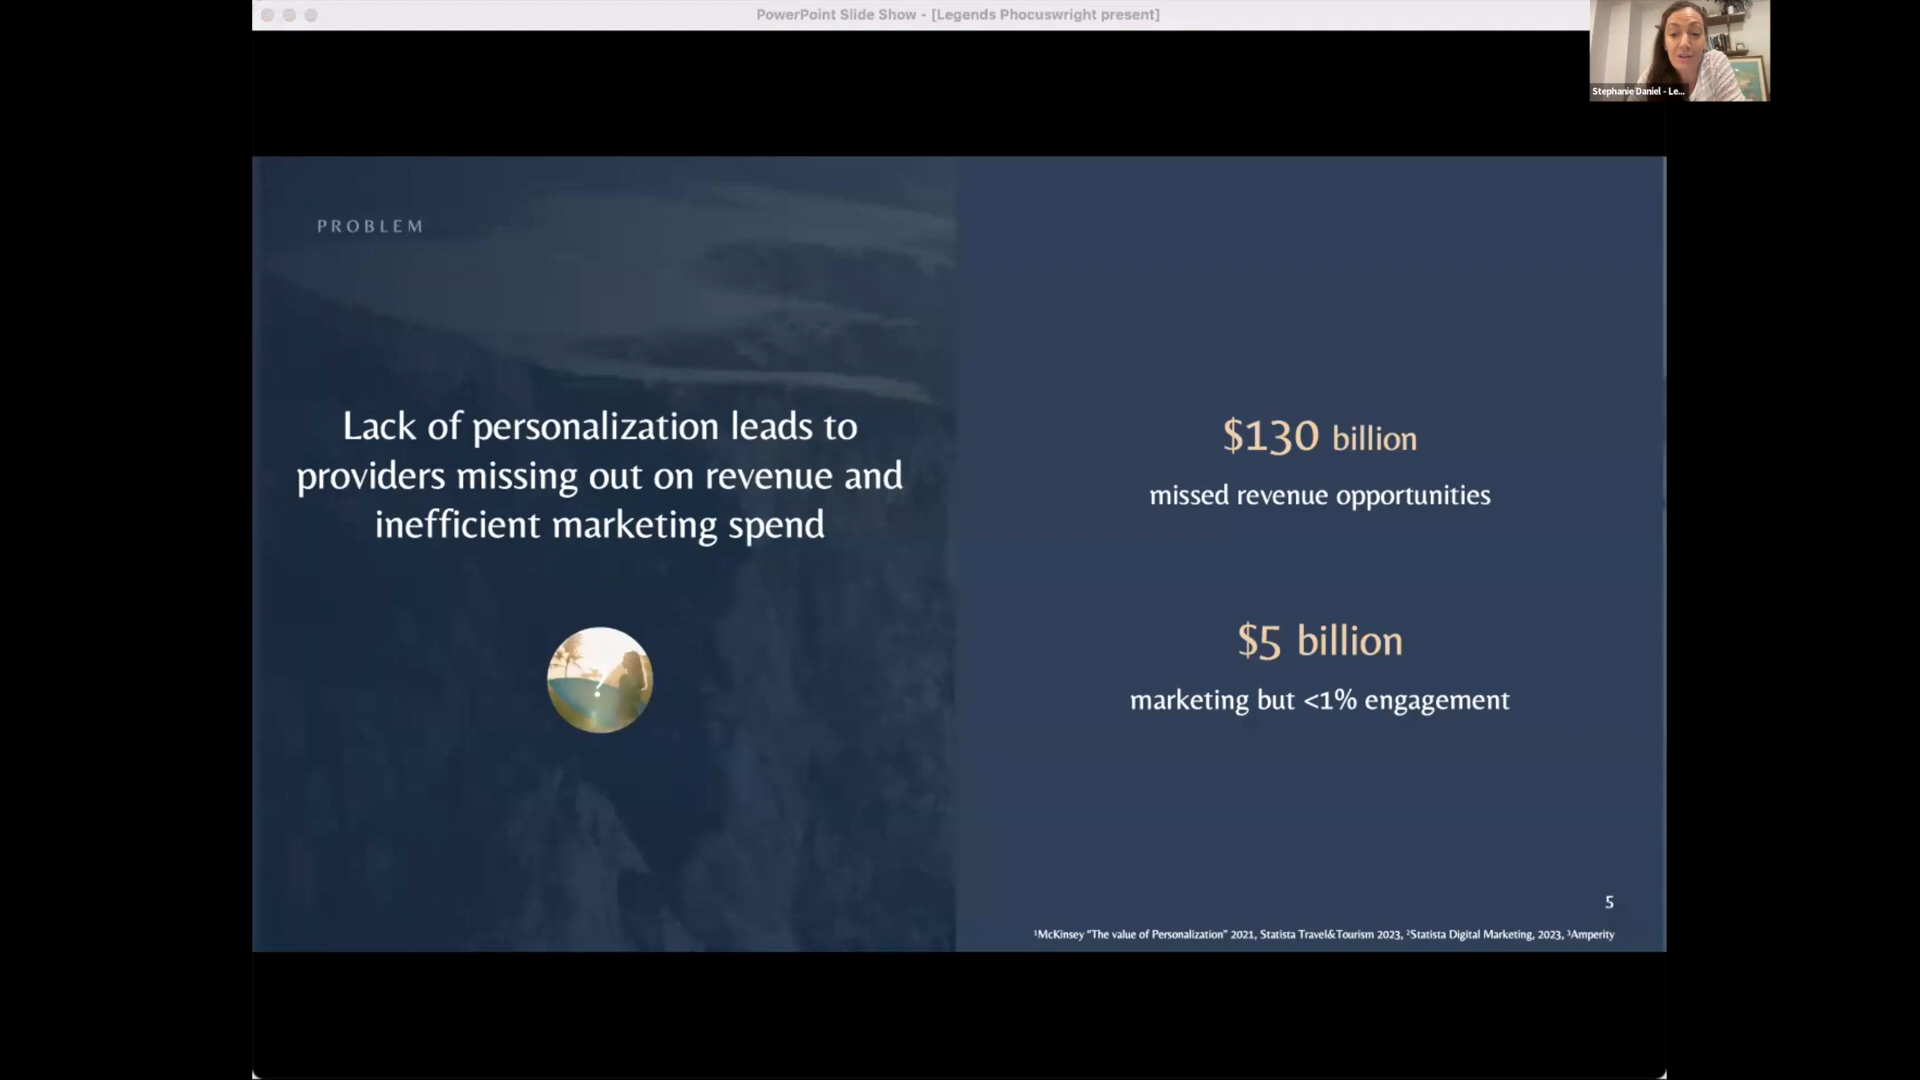 PowerPoint Slide Show - [Legends Phocuswright present]
Stephanie Daniel - Le...
PROBLEM
Lack of personalization leads to
providers missing out on revenue and
inefficient marketing spend
$130 billion
missed revenue opportunities
$5 billion
marketing but <1% engagement
5
¹McKinsey "The value of Personalization" 2021, Statista Travel&Tourism 2023, ²Statista Digital Marketing, 2023, ³Amperity